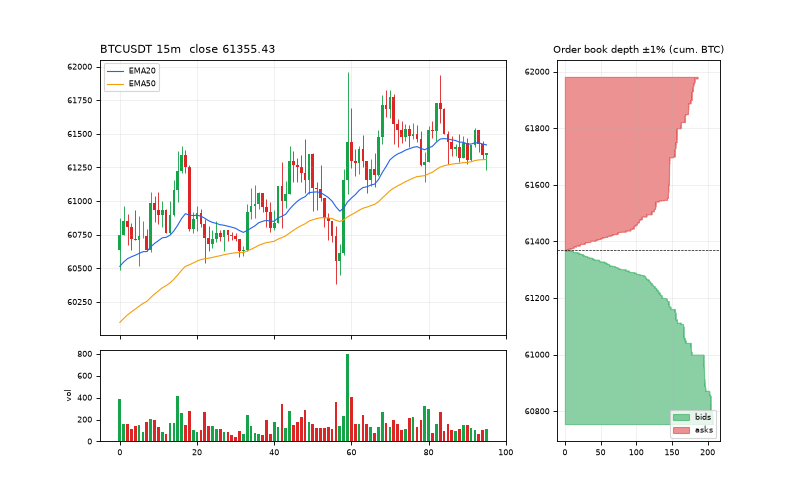 BTCUSDT 15m  close 61355.43
EMA20
EMA50
62000
61750
61500
61250
61000
60750
60500
60250
0 20 40 60 80 100
vol
800
600
400
200
0
Order book depth ±1% (cum. BTC)
62000
61800
61600
61400
61200
61000
60800
bids
asks
0 50 100 150 200